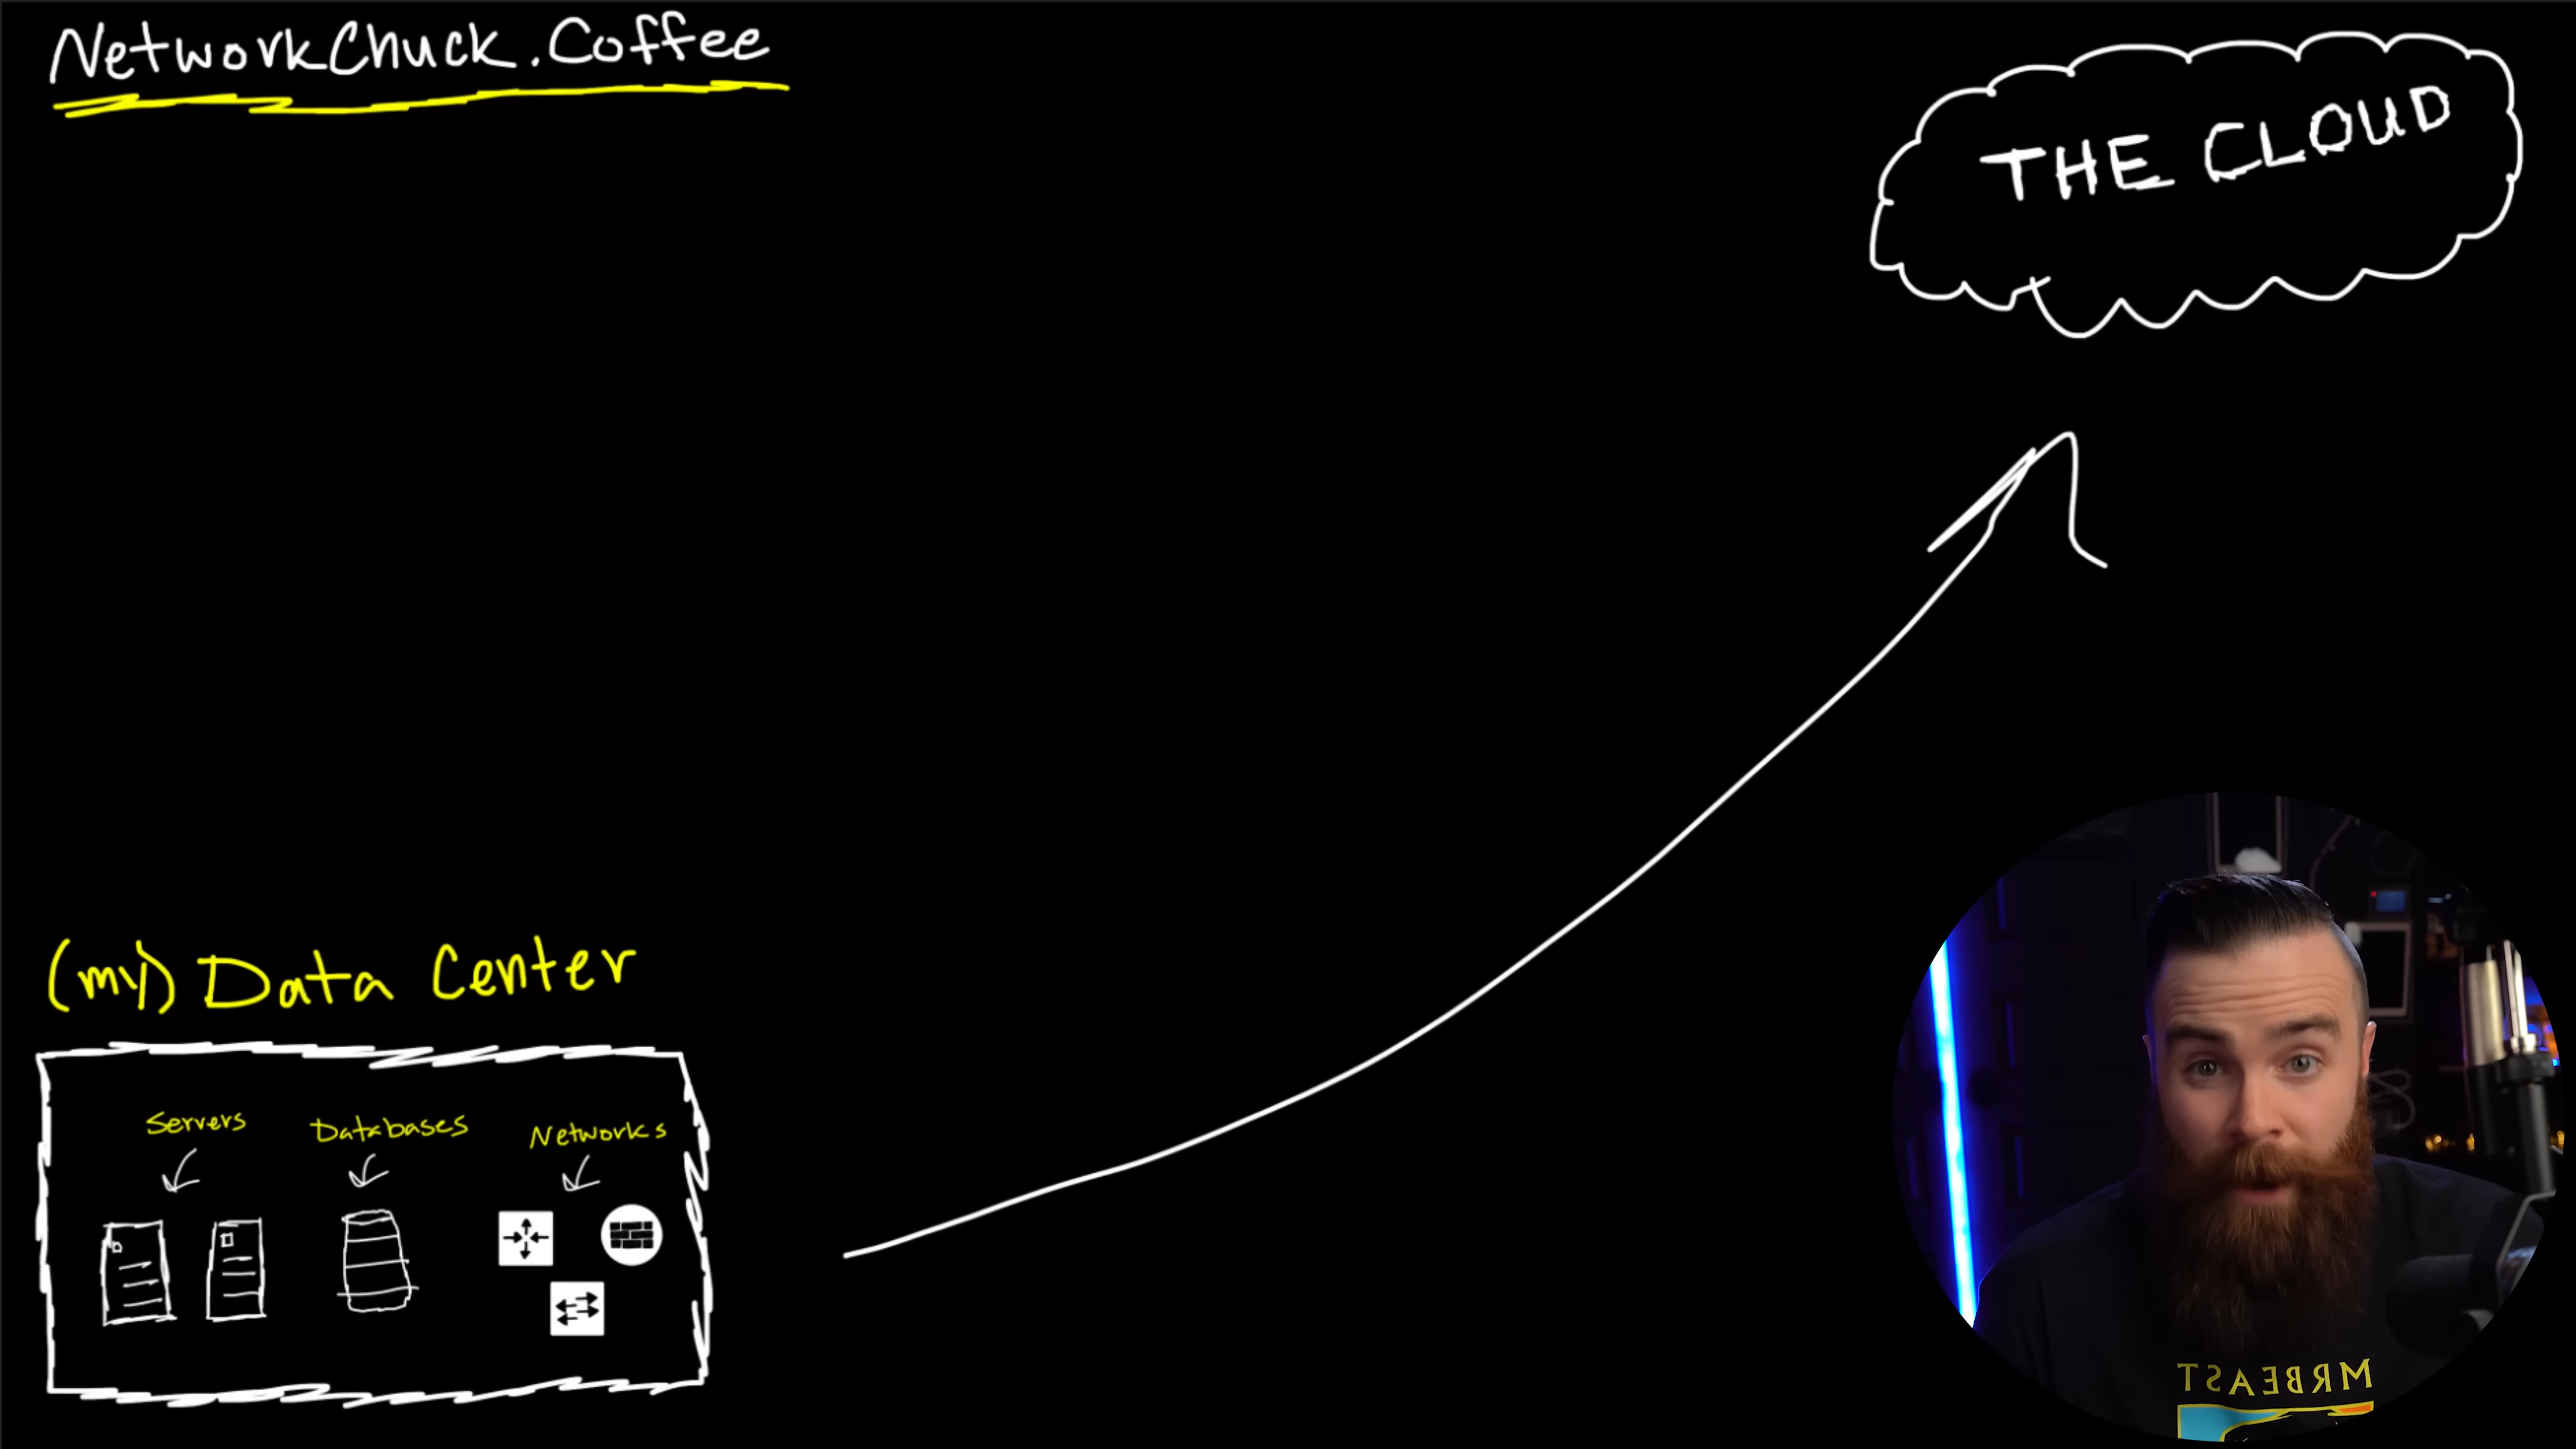 NetworkChuck.Coffee
THE CLOUD
(my) Data Center
Servers
Databases
Networks
MRBEAST